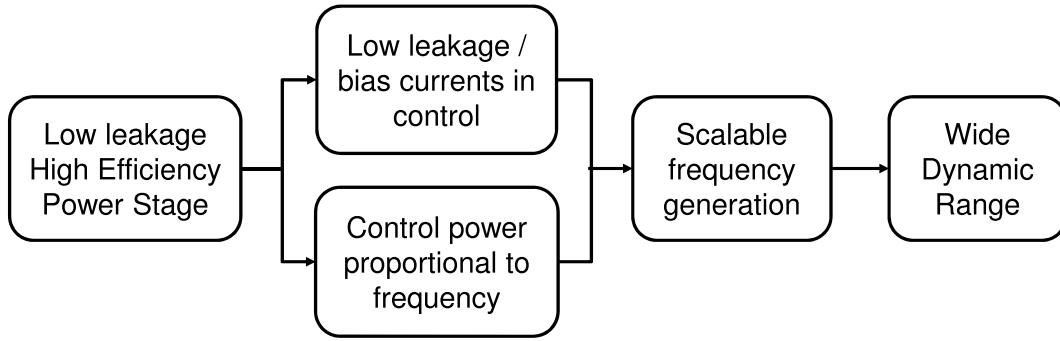 Low leakage
High Efficiency
Power Stage
Low leakage /
bias currents in
control
Control power
proportional to
frequency
Scalable
frequency
generation
Wide
Dynamic
Range